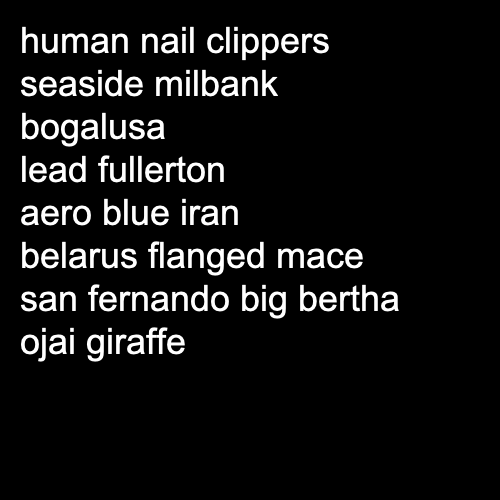 human nail clippers
seaside milbank
bogalusa
lead fullerton
aero blue iran
belarus flanged mace
san fernando big bertha
ojai giraffe